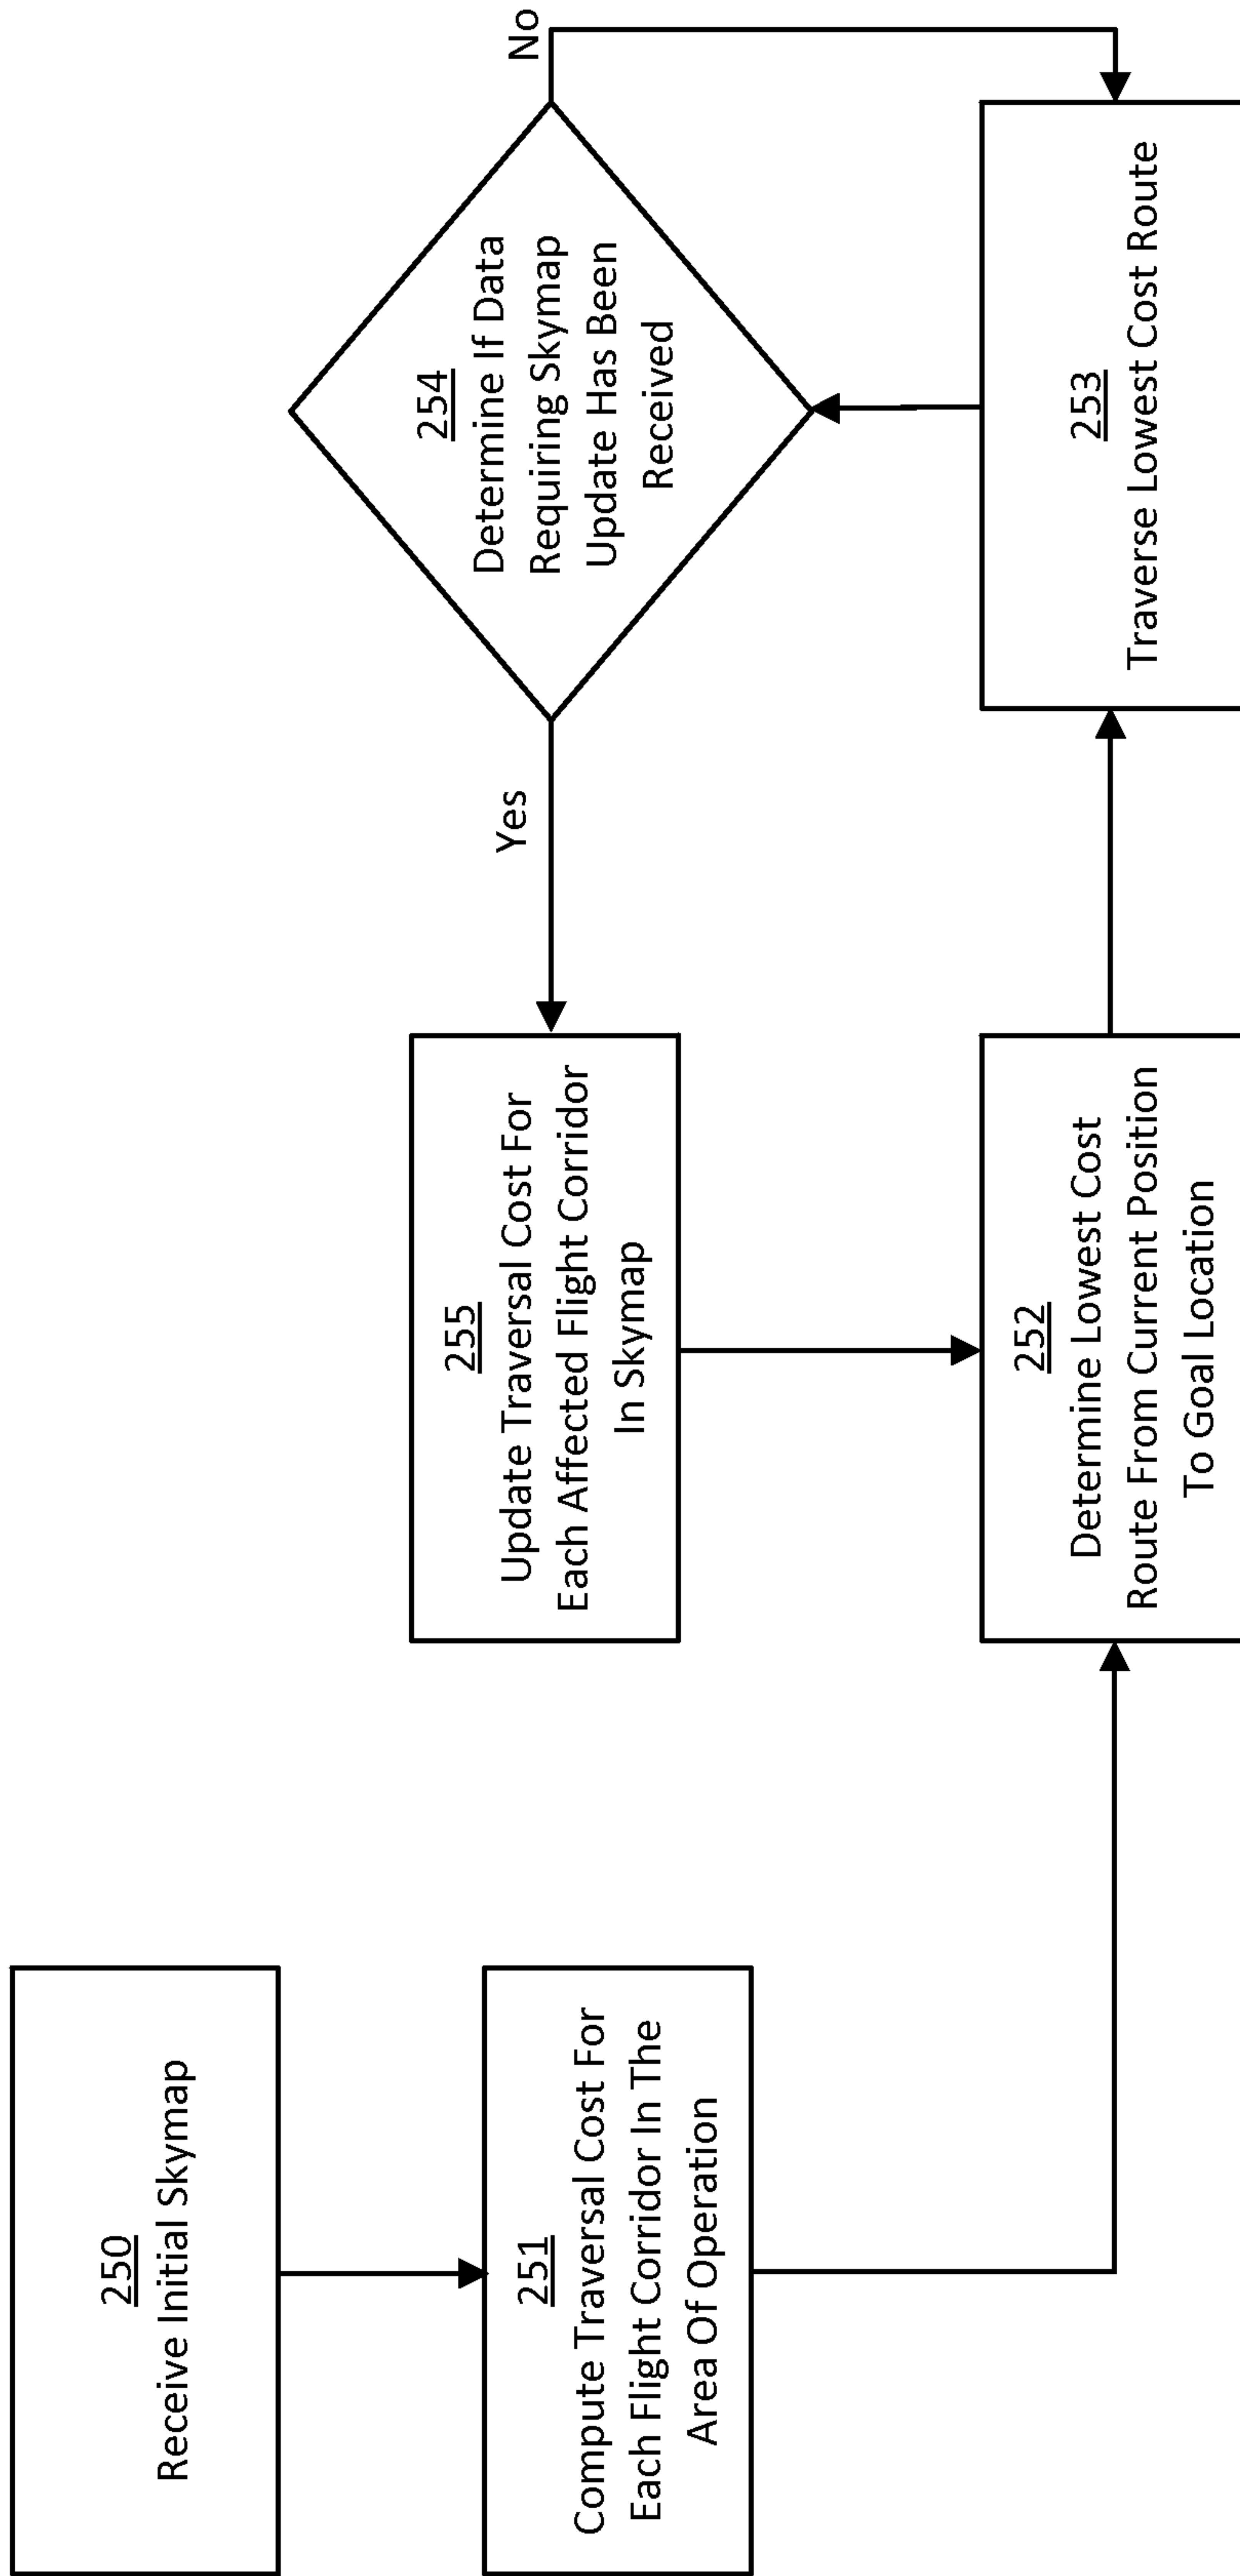 250
Receive Initial Skymap
251
Compute Traversal Cost For
Each Flight Corridor In The
Area Of Operation
252
Determine Lowest Cost
Route From Current Position
To Goal Location
253
Traverse Lowest Cost Route
254
Determine If Data
Requiring Skymap
Update Has Been
Received
No
Yes
255
Update Traversal Cost For
Each Affected Flight Corridor
In Skymap